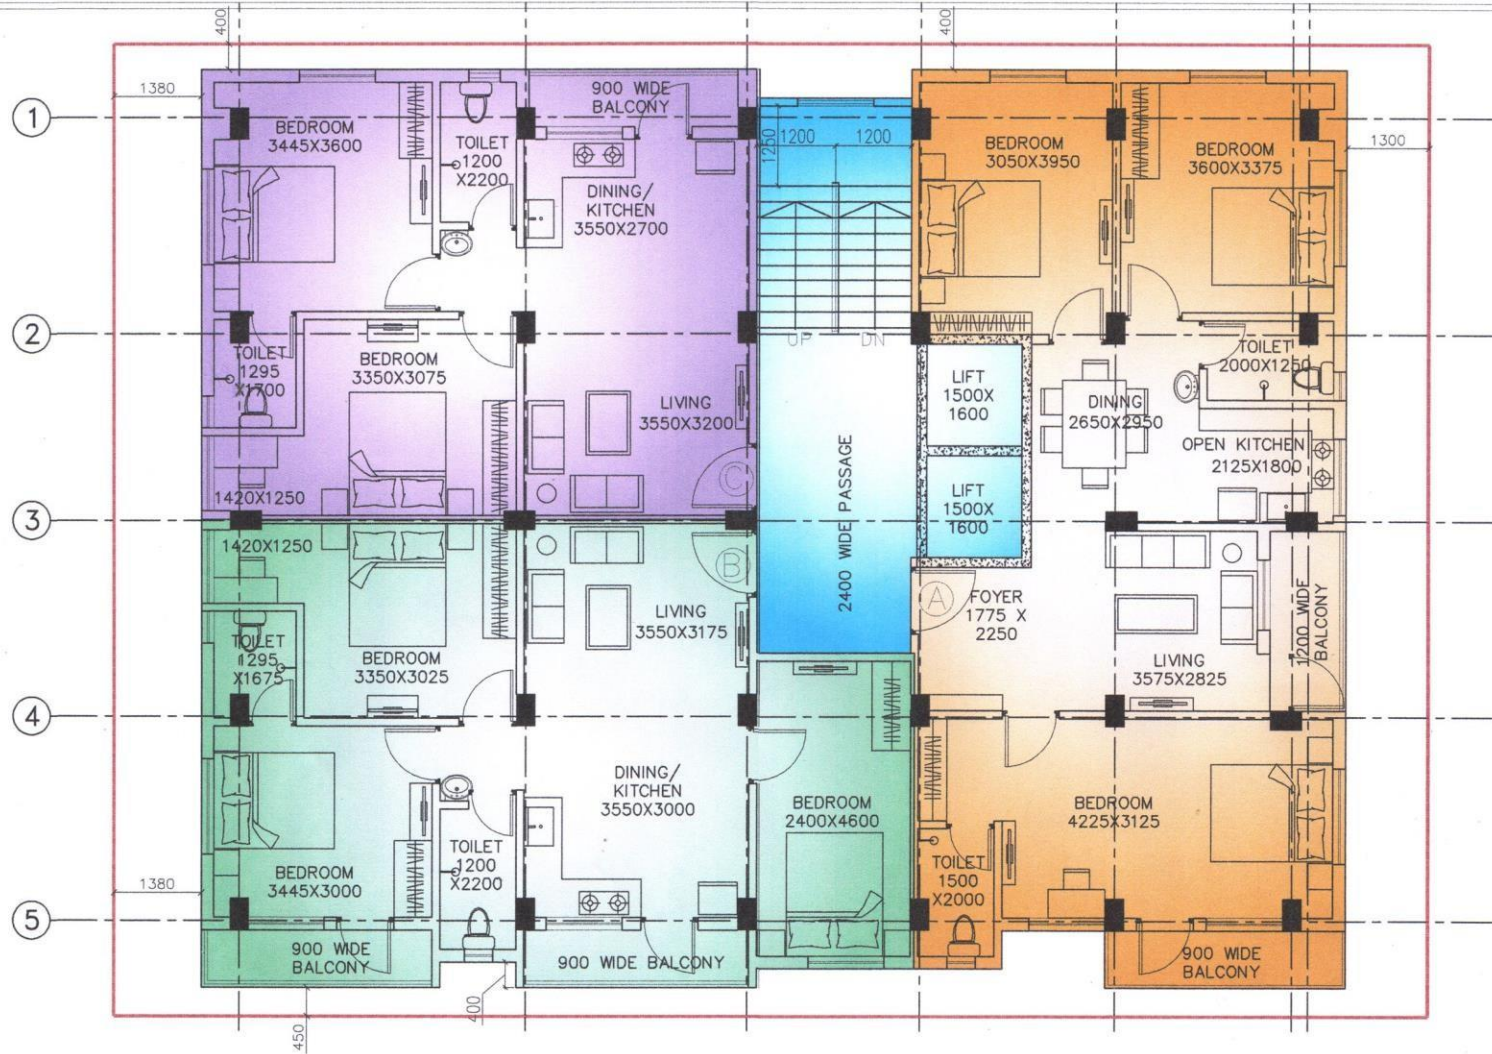 400
400
1380
1300
1
BEDROOM
3445X3600
TOILET
1200
X2200
900 WIDE
BALCONY
DINING/
KITCHEN
3550X2700
1250
1200
1200
BEDROOM
3050X3950
BEDROOM
3600X3375
2
TOILET
1295
X1700
BEDROOM
3350X3075
LIVING
3550X3200
UP
DN
LIFT
1500X
1600
DINING
2650X2950
TOILET
2000X1250
OPEN KITCHEN
2125X1800
1420X1250
C
2400 WIDE PASSAGE
LIFT
1500X
1600
3
1420X1250
B
A
FOYER
1775 X
2250
TOILET
1295
X1675
BEDROOM
3350X3025
LIVING
3550X3175
LIVING
3575X2825
1200 WIDE
BALCONY
4
DINING/
KITCHEN
3550X3000
BEDROOM
2400X4600
BEDROOM
4225X3125
1380
BEDROOM
3445X3000
TOILET
1200
X2200
TOILET
1500
X2000
5
900 WIDE
BALCONY
900 WIDE BALCONY
900 WIDE
BALCONY
400
450